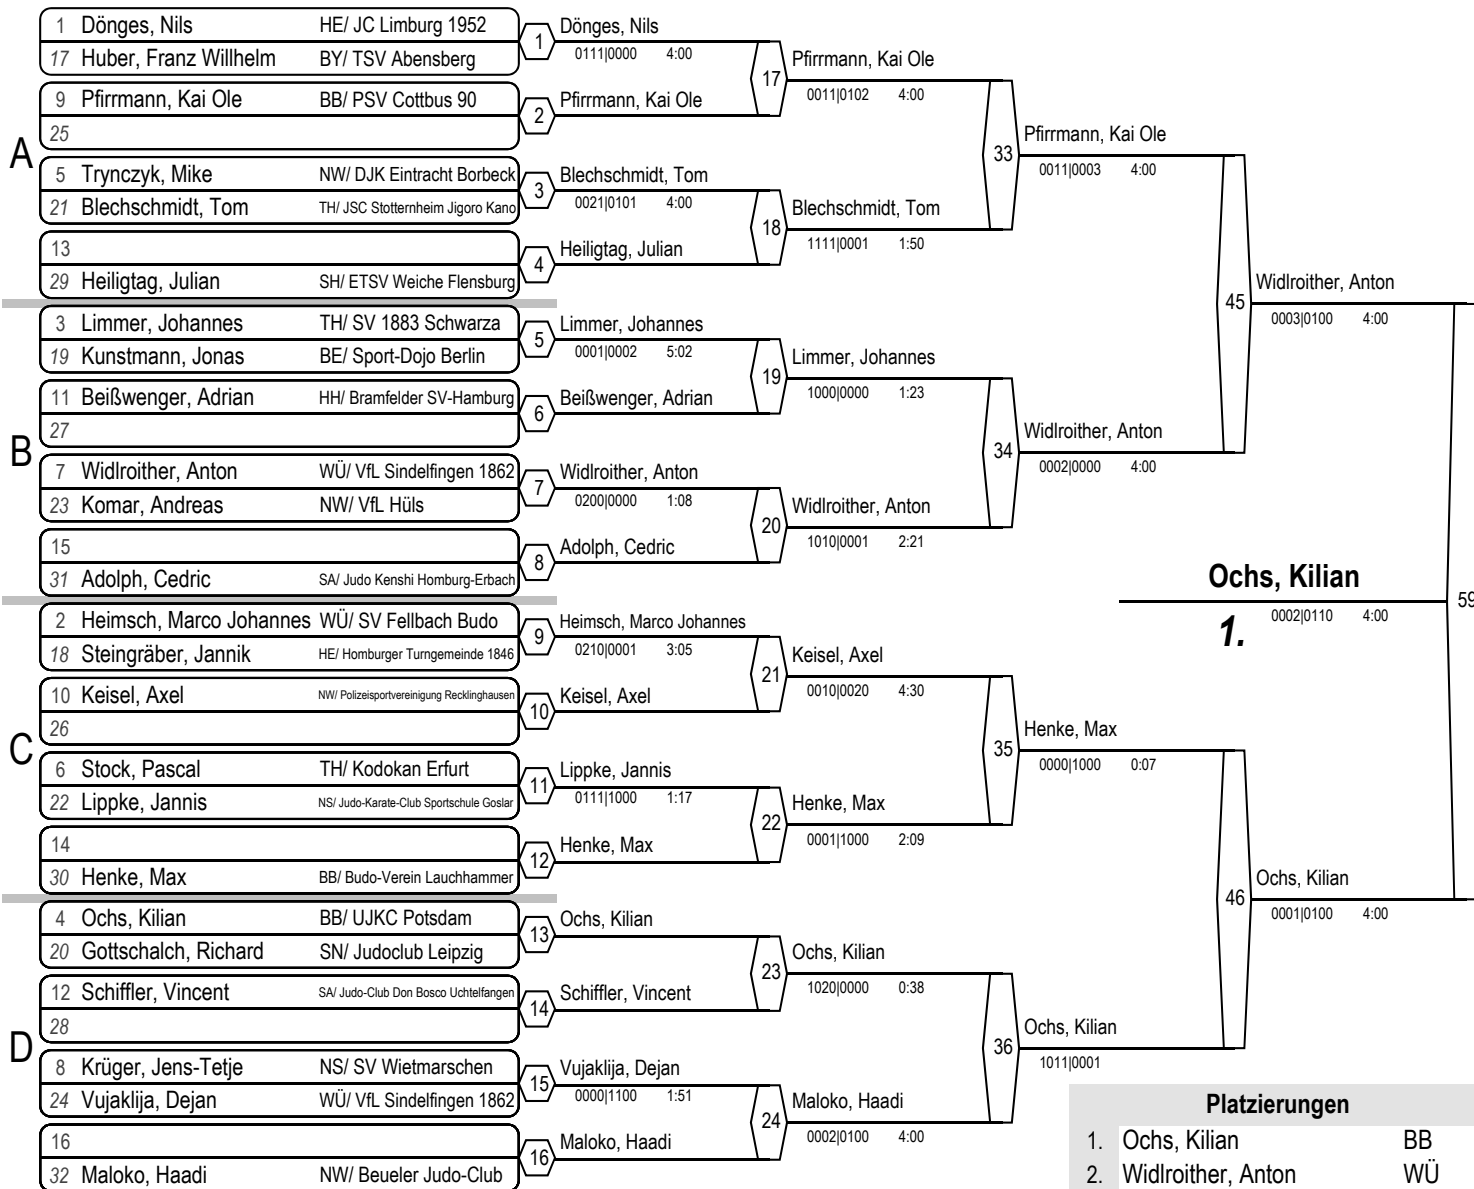 1 Dönges, Nils HE/ JC Limburg 1952
17 Huber, Franz Willhelm BY/ TSV Abensberg
9 Pfirrmann, Kai Ole BB/ PSV Cottbus 90
25
A
5 Trynczyk, Mike NW/ DJK Eintracht Borbeck
21 Blechschmidt, Tom TH/ JSC Stotternheim Jigoro Kano
13
29 Heiligtag, Julian SH/ ETSV Weiche Flensburg
3 Limmer, Johannes TH/ SV 1883 Schwarza
19 Kunstmann, Jonas BE/ Sport-Dojo Berlin
11 Beißwenger, Adrian HH/ Bramfelder SV-Hamburg
27
B
7 Widlroither, Anton WÜ/ VfL Sindelfingen 1862
23 Komar, Andreas NW/ VfL Hüls
15
31 Adolph, Cedric SA/ Judo Kenshi Homburg-Erbach
2 Heimsch, Marco Johannes WÜ/ SV Fellbach Budo
18 Steingräber, Jannik HE/ Homburger Turngemeinde 1846
10 Keisel, Axel NW/ Polizeisportvereinigung Recklinghausen
26
C
6 Stock, Pascal TH/ Kodokan Erfurt
22 Lippke, Jannis NS/ Judo-Karate-Club Sportschule Goslar
14
30 Henke, Max BB/ Budo-Verein Lauchhammer
4 Ochs, Kilian BB/ UJKC Potsdam
20 Gottschalch, Richard SN/ Judoclub Leipzig
12 Schiffler, Vincent SA/ Judo-Club Don Bosco Uchtelfangen
28
D
8 Krüger, Jens-Tetje NS/ SV Wietmarschen
24 Vujaklija, Dejan WÜ/ VfL Sindelfingen 1862
16
32 Maloko, Haadi NW/ Beueler Judo-Club
1 Dönges, Nils
0111|0000 4:00
2 Pfirrmann, Kai Ole
3 Blechschmidt, Tom
0021|0101 4:00
4 Heiligtag, Julian
5 Limmer, Johannes
0001|0002 5:02
6 Beißwenger, Adrian
7 Widlroither, Anton
0200|0000 1:08
8 Adolph, Cedric
9 Heimsch, Marco Johannes
0210|0001 3:05
10 Keisel, Axel
11 Lippke, Jannis
0111|1000 1:17
12 Henke, Max
13 Ochs, Kilian
14 Schiffler, Vincent
15 Vujaklija, Dejan
0000|1100 1:51
16 Maloko, Haadi
17 Pfirrmann, Kai Ole
0011|0102 4:00
18 Blechschmidt, Tom
1111|0001 1:50
19 Limmer, Johannes
1000|0000 1:23
20 Widlroither, Anton
1010|0001 2:21
21 Keisel, Axel
0010|0020 4:30
22 Henke, Max
0001|1000 2:09
23 Ochs, Kilian
1020|0000 0:38
24 Maloko, Haadi
0002|0100 4:00
33 Pfirrmann, Kai Ole
0011|0003 4:00
34 Widlroither, Anton
0002|0000 4:00
35 Henke, Max
0000|1000 0:07
36 Ochs, Kilian
1011|0001
45 Widlroither, Anton
0003|0100 4:00
46 Ochs, Kilian
0001|0100 4:00
Ochs, Kilian
59
1. 0002|0110 4:00
Platzierungen
1. Ochs, Kilian BB
2. Widlroither, Anton WÜ